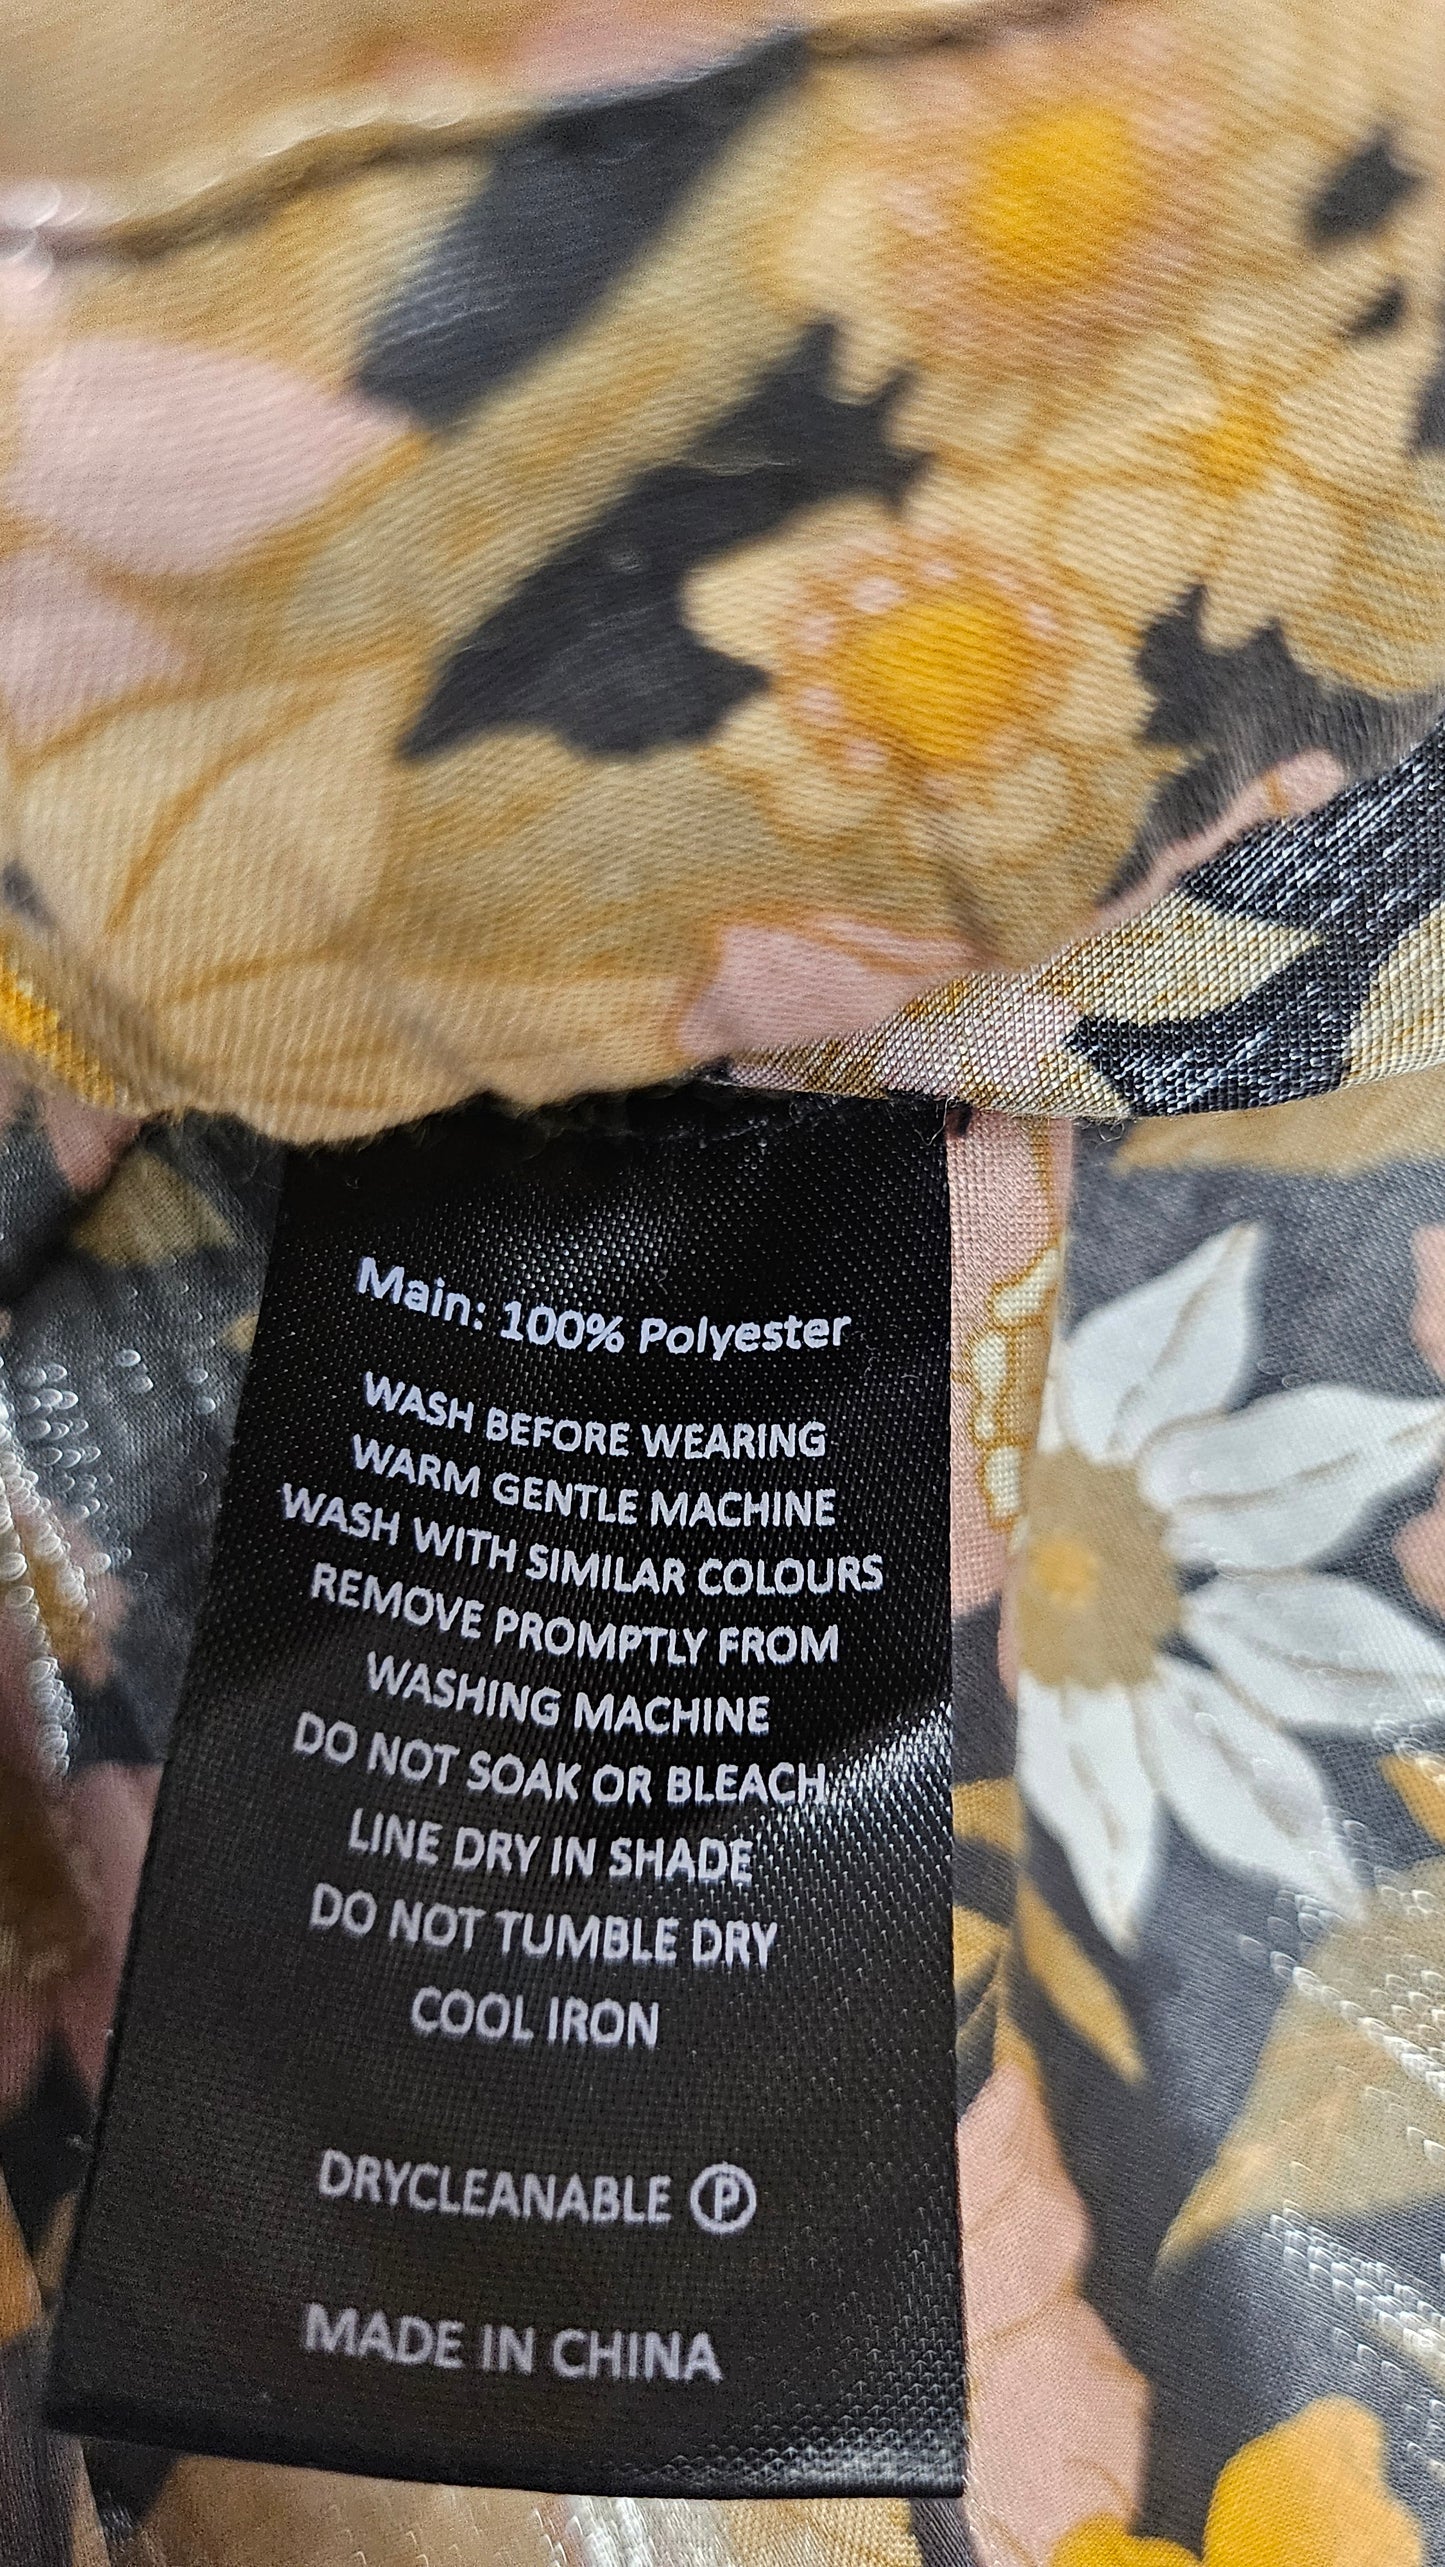 Main: 100% Polyester
WASH BEFORE WEARING
WARM GENTLE MACHINE
WASH WITH SIMILAR COLOURS
REMOVE PROMPTLY FROM
WASHING MACHINE
DO NOT SOAK OR BLEACH
LINE DRY IN SHADE
DO NOT TUMBLE DRY
COOL IRON
DRYCLEANABLE Ⓟ
MADE IN CHINA